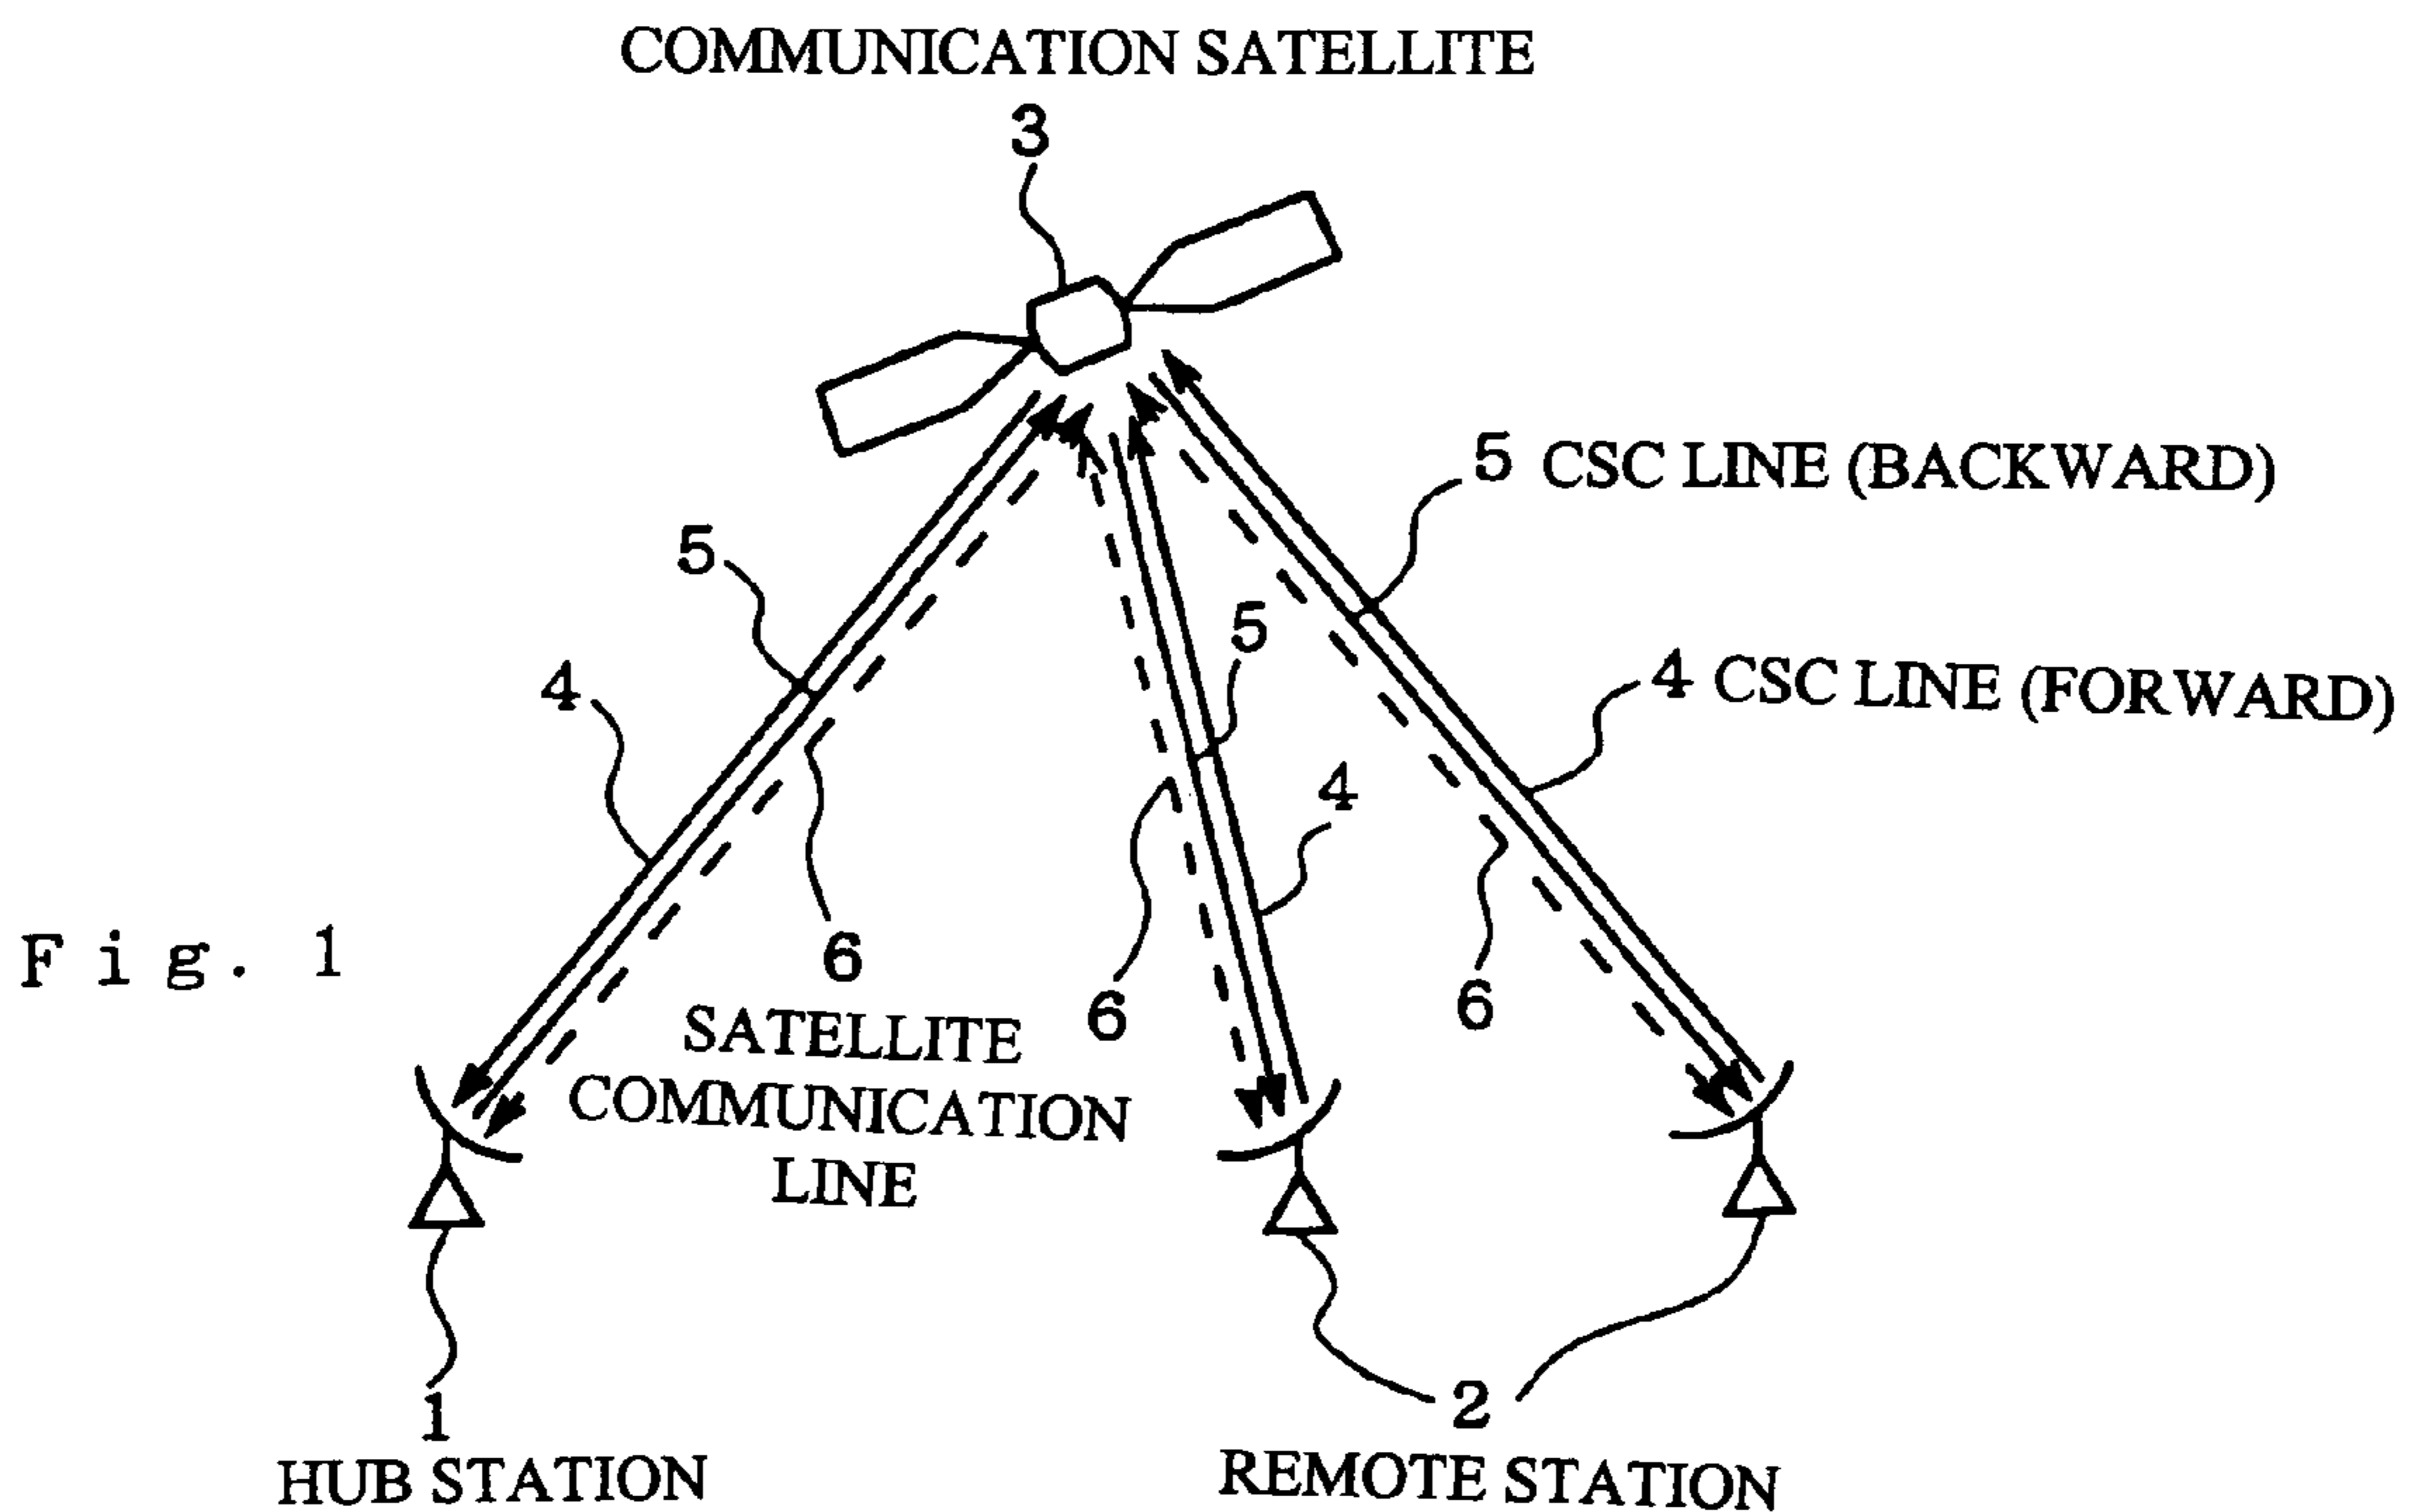 COMMUNICATION SATELLITE
3
5 CSC LINE (BACKWARD)
5
5
4
4 CSC LINE (FORWARD)
4
Fig. 1
6
6
6
SATELLITE
COMMUNICATION
LINE
1
2
HUB STATION
REMOTE STATION